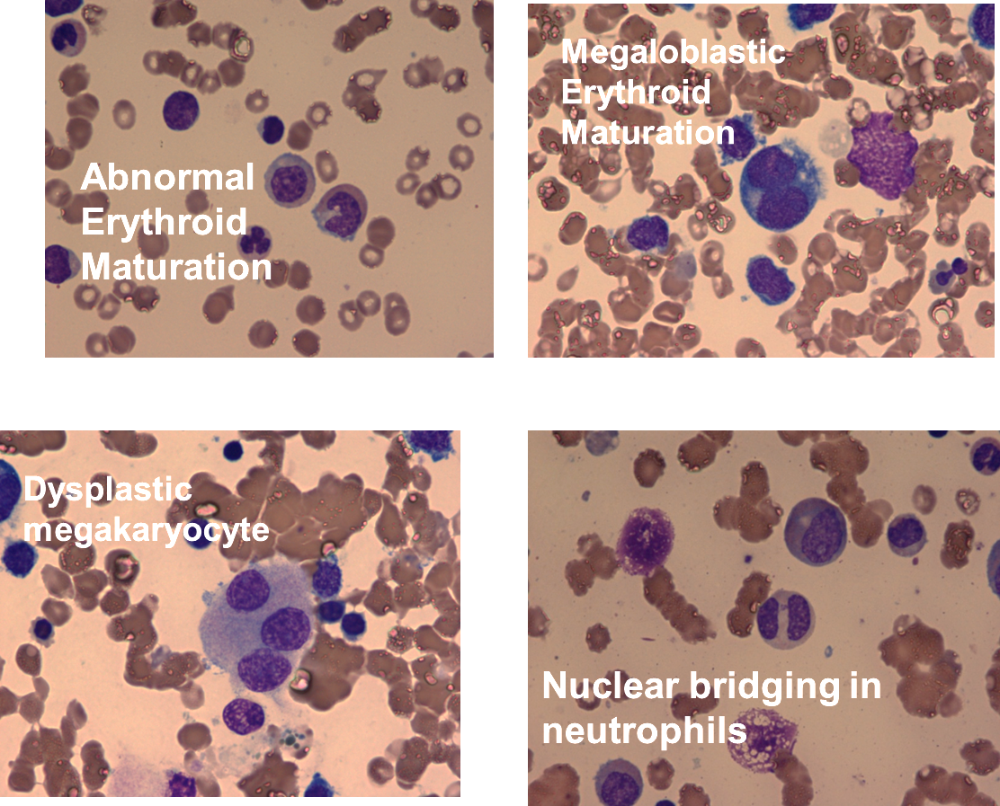 Abnormal
Erythroid
Maturation
Megaloblastic
Erythroid
Maturation
Dysplastic
megakaryocyte
Nuclear bridging in
neutrophils